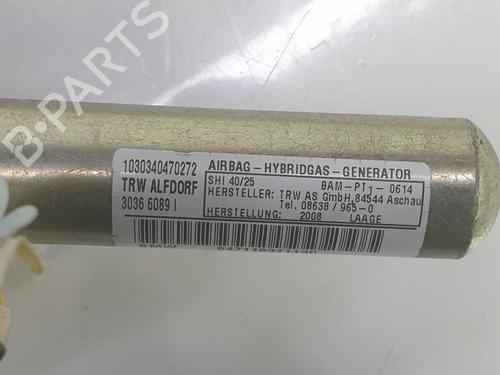 B-PARTS
1030340470272
TRW ALFDORF
3036 6089 I
AIRBAG - HYBRIDGAS - GENERATOR
SHI 40/25 BAM-PT1-0614
HERSTELLER: TRW AS GmbH, 84544 Aschau
Tel. 08638 / 965-0
HERSTELLUNG: 2008 LAAGE
BMW